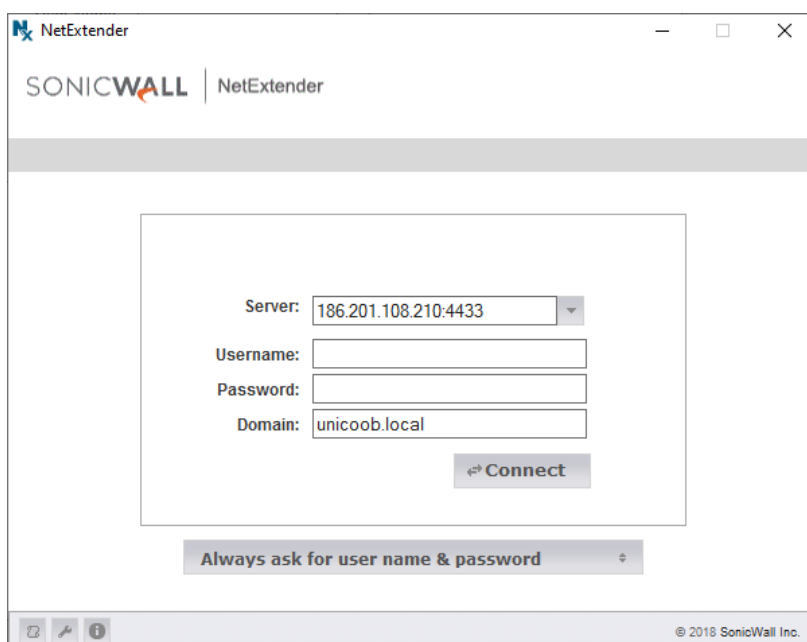 NetExtender
SONICWALL | NetExtender
Server: 186.201.108.210:4433
Username:
Password:
Domain: unicoob.local
Connect
Always ask for user name & password
© 2018 SonicWall Inc.